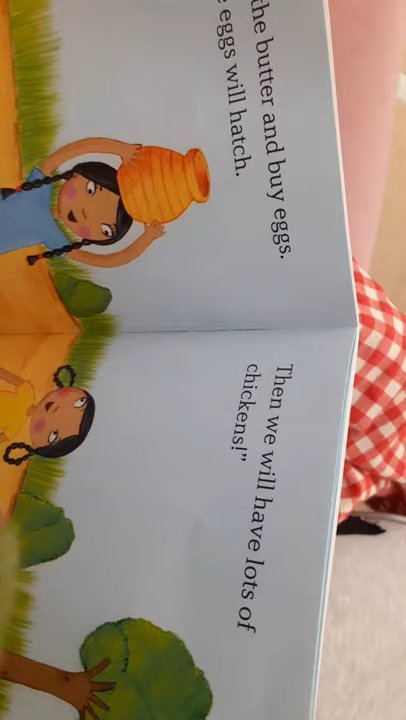 the butter and buy eggs.
eggs will hatch.
Then we will have lots of
chickens!”